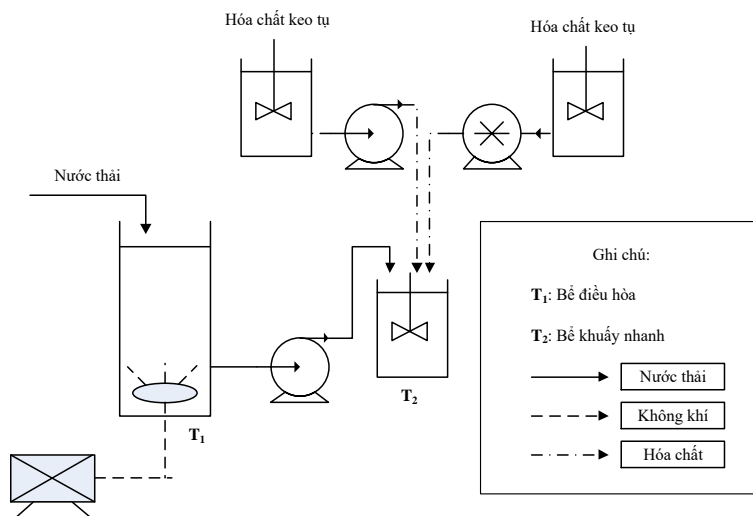 Hóa chất keo tụ
Hóa chất keo tụ
Nước thải
T1
T2
Ghi chú:
T1: Bể điều hòa
T2: Bể khuấy nhanh
Nước thải
Không khí
Hóa chất